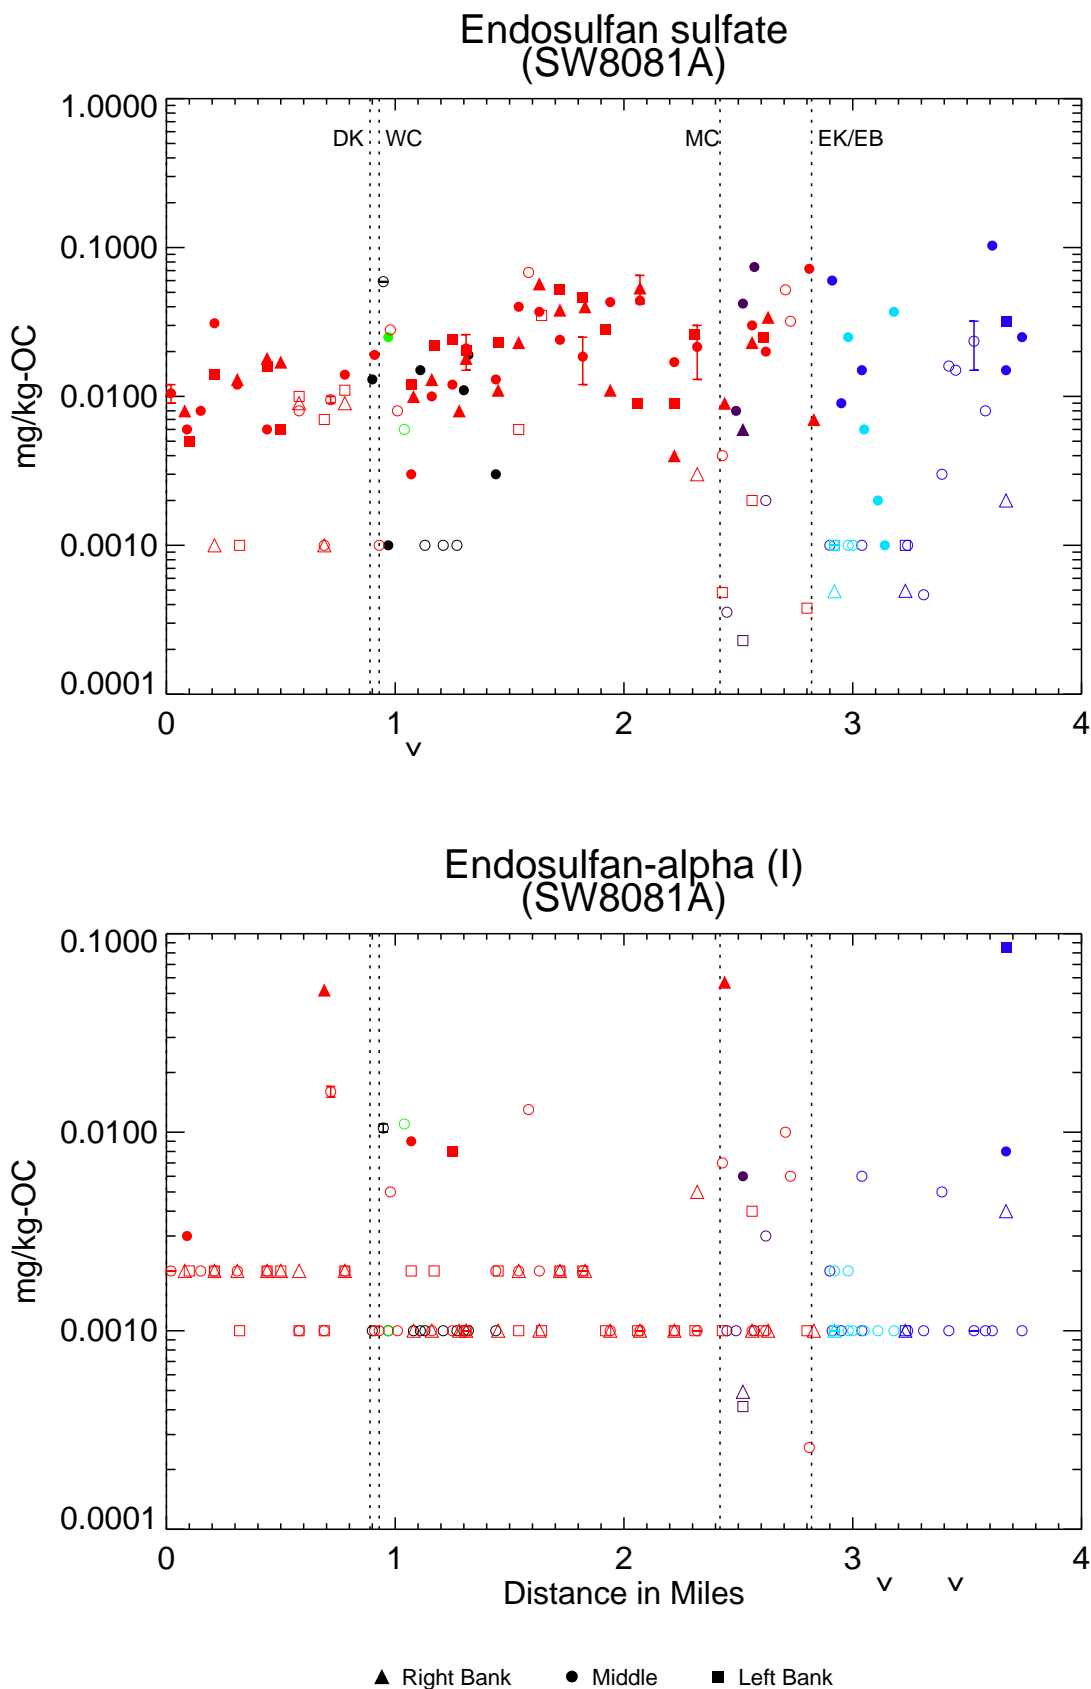 Endosulfan sulfate
(SW8081A)
1.0000
DK WC MC EK/EB
0.1000
0.0100
0.0010
0.0001
mg/kg-OC
0 1 2 3 4
v
Endosulfan-alpha (I)
(SW8081A)
0.1000
0.0100
0.0010
0.0001
mg/kg-OC
0 1 2 3 4
Distance in Miles
v v
Right Bank Middle Left Bank